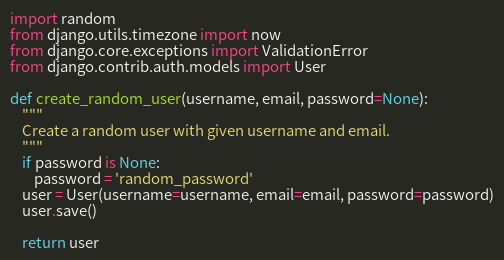 import random
from django.utils.timezone import now
from django.core.exceptions import ValidationError
from django.contrib.auth.models import User

def create_random_user(username, email, password=None):
    """
    Create a random user with given username and email.
    """
    if password is None:
        password = 'random_password'
    user = User(username=username, email=email, password=password)
    user.save()

    return user